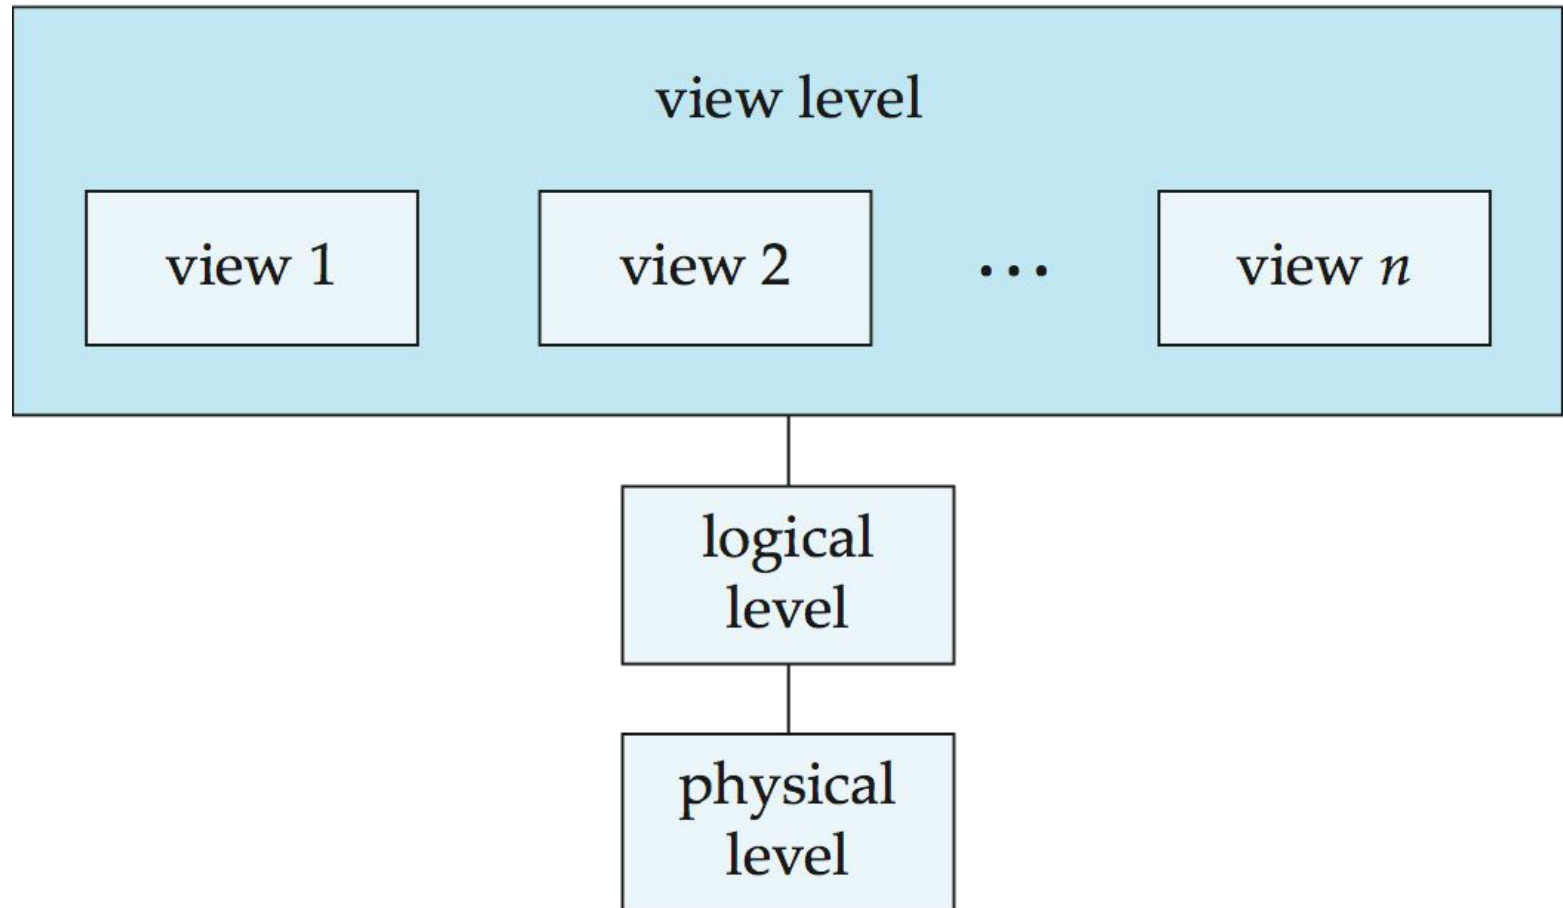 view level
view 1
view 2
...
view n
logical
level
physical
level